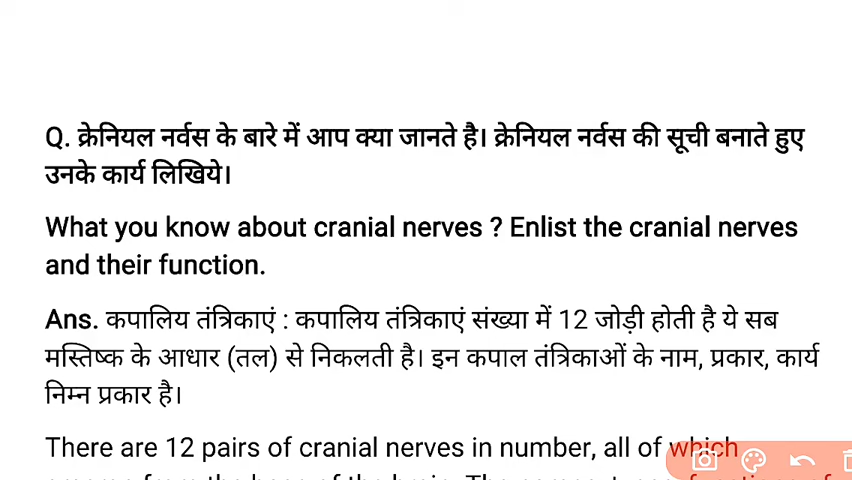 Q. क्रेनियल नर्वस के बारे में आप क्या जानते है। क्रेनियल नर्वस की सूची बनाते हुए
उनके कार्य लिखिये।
What you know about cranial nerves ? Enlist the cranial nerves
and their function.
Ans. कपालिय तंत्रिकाएं : कपालिय तंत्रिकाएं संख्या में 12 जोड़ी होती है ये सब
मस्तिष्क के आधार (तल) से निकलती है। इन कपाल तंत्रिकाओं के नाम, प्रकार, कार्य
निम्न प्रकार है।
There are 12 pairs of cranial nerves in number, all of which